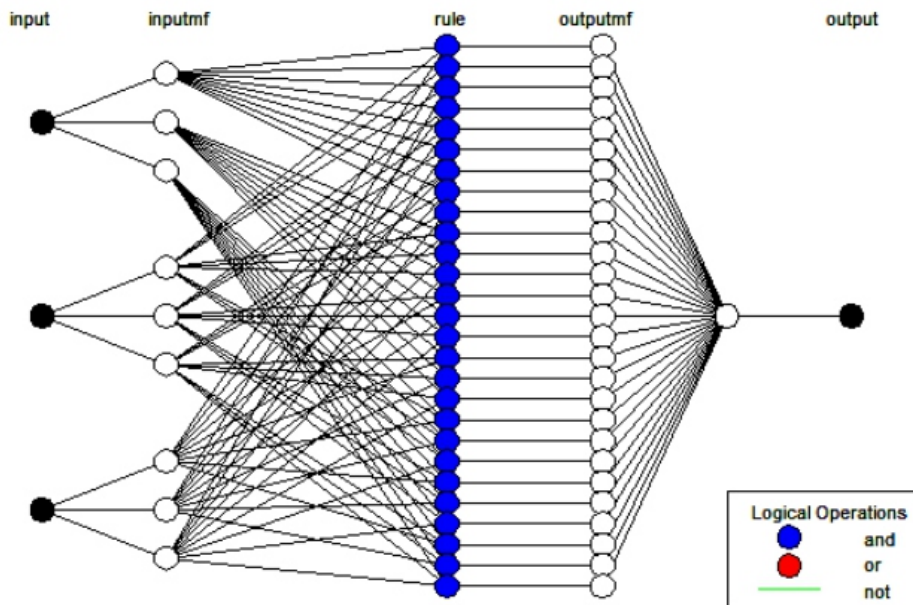 input inputmf rule outputmf output
Logical Operations
and
or
not